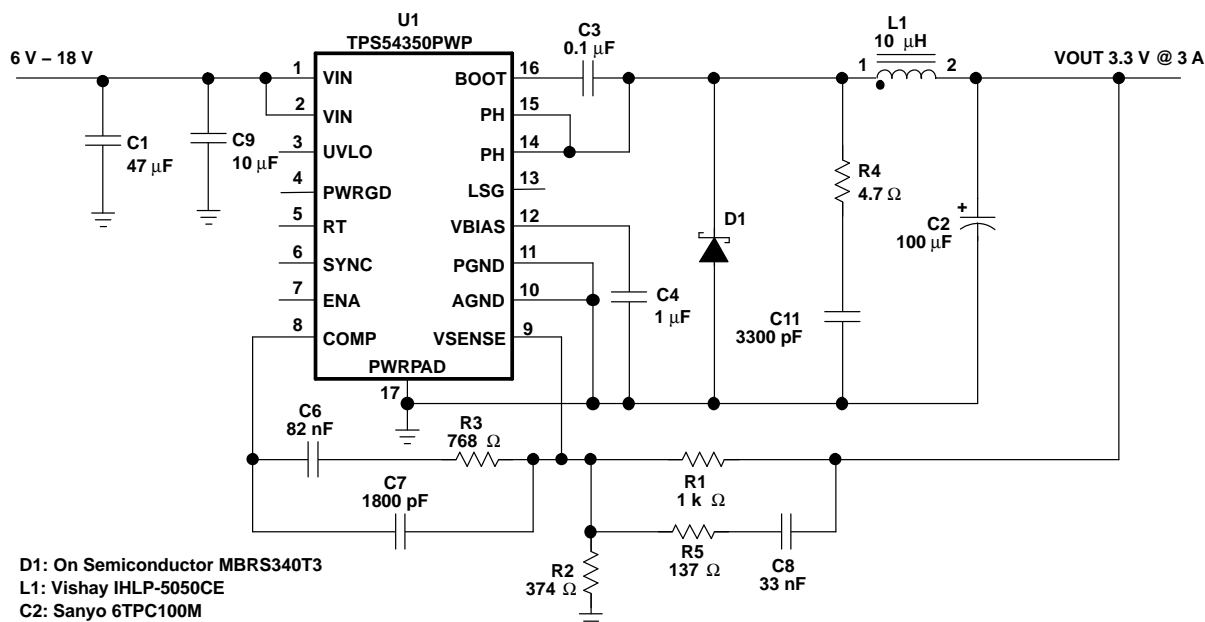 U1
TPS54350PWP
6 V – 18 V
C3
0.1 μF
L1
10 μH
1
2
VOUT 3.3 V @ 3 A
1 VIN
2 VIN
3 UVLO
4 PWRGD
5 RT
6 SYNC
7 ENA
8 COMP
BOOT 16
PH 15
PH 14
LSG 13
VBIAS 12
PGND 11
AGND 10
VSENSE 9
PWRPAD
17
C1
47 μF
C9
10 μF
C4
1 μF
D1
R4
4.7 Ω
C11
3300 pF
+
C2
100 μF
C6
82 nF
R3
768 Ω
C7
1800 pF
R1
1 k Ω
R5
137 Ω
C8
33 nF
R2
374 Ω
D1: On Semiconductor MBRS340T3
L1: Vishay IHLP-5050CE
C2: Sanyo 6TPC100M